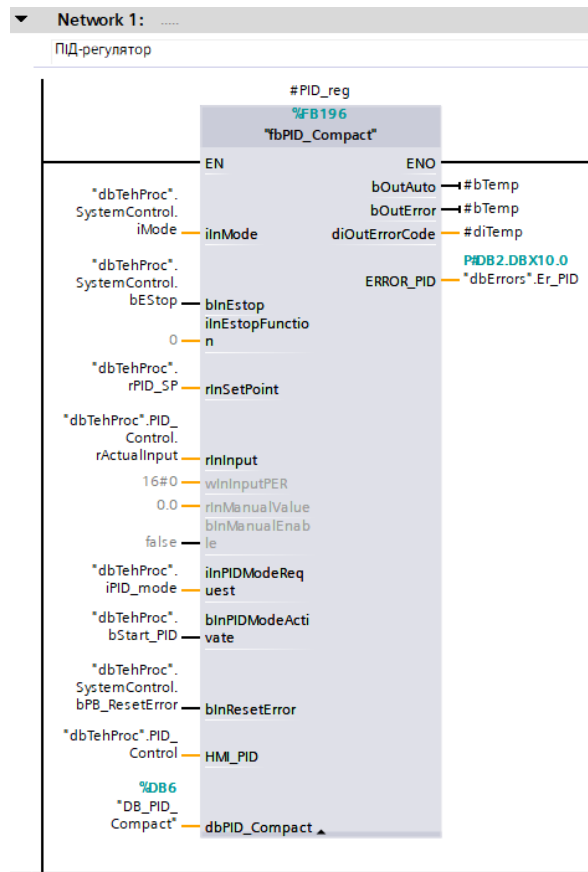 Network 1: .....
ПІД-регулятор
#PID_reg
%FB196
"fbPID_Compact"
EN
ENO
bOutAuto
#bTemp
bOutError
#bTemp
diOutErrorCode
#diTemp
P#DB2.DBX10.0
ERROR_PID
"dbErrors".Er_PID
"dbTehProc".
SystemControl.
iMode
iInMode
"dbTehProc".
SystemControl.
bEStop
bInEstop
iInEstopFunctio
n
0
"dbTehProc".
rPID_SP
rInSetPoint
"dbTehProc".PID_
Control.
rActualInput
rInInput
16#0
wInInputPER
0.0
rInManualValue
bInManualEnab
le
false
"dbTehProc".
iPID_mode
iInPIDModeReq
uest
"dbTehProc".
bStart_PID
bInPIDModeActi
vate
"dbTehProc".
SystemControl.
bPB_ResetError
bInResetError
"dbTehProc".PID_
Control
HMI_PID
%DB6
"DB_PID_
Compact"
dbPID_Compact